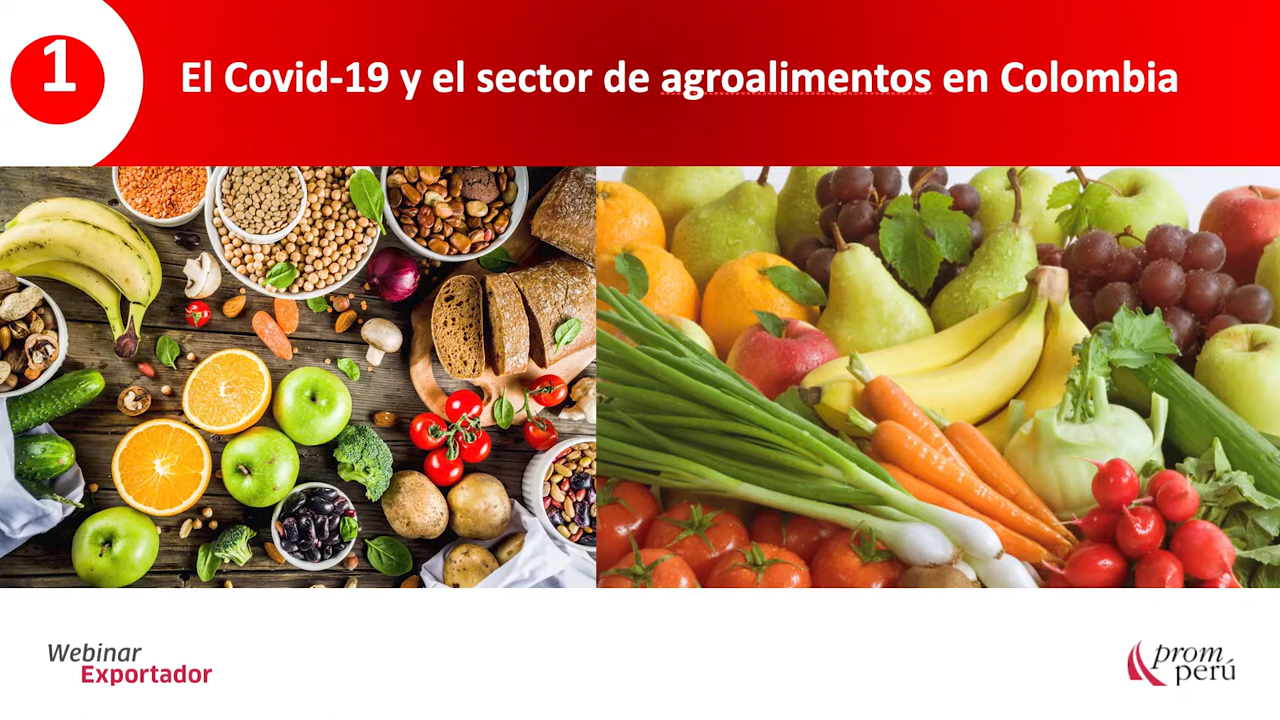 1
El Covid-19 y el sector de agroalimentos en Colombia
Webinar
Exportador
prom
perú